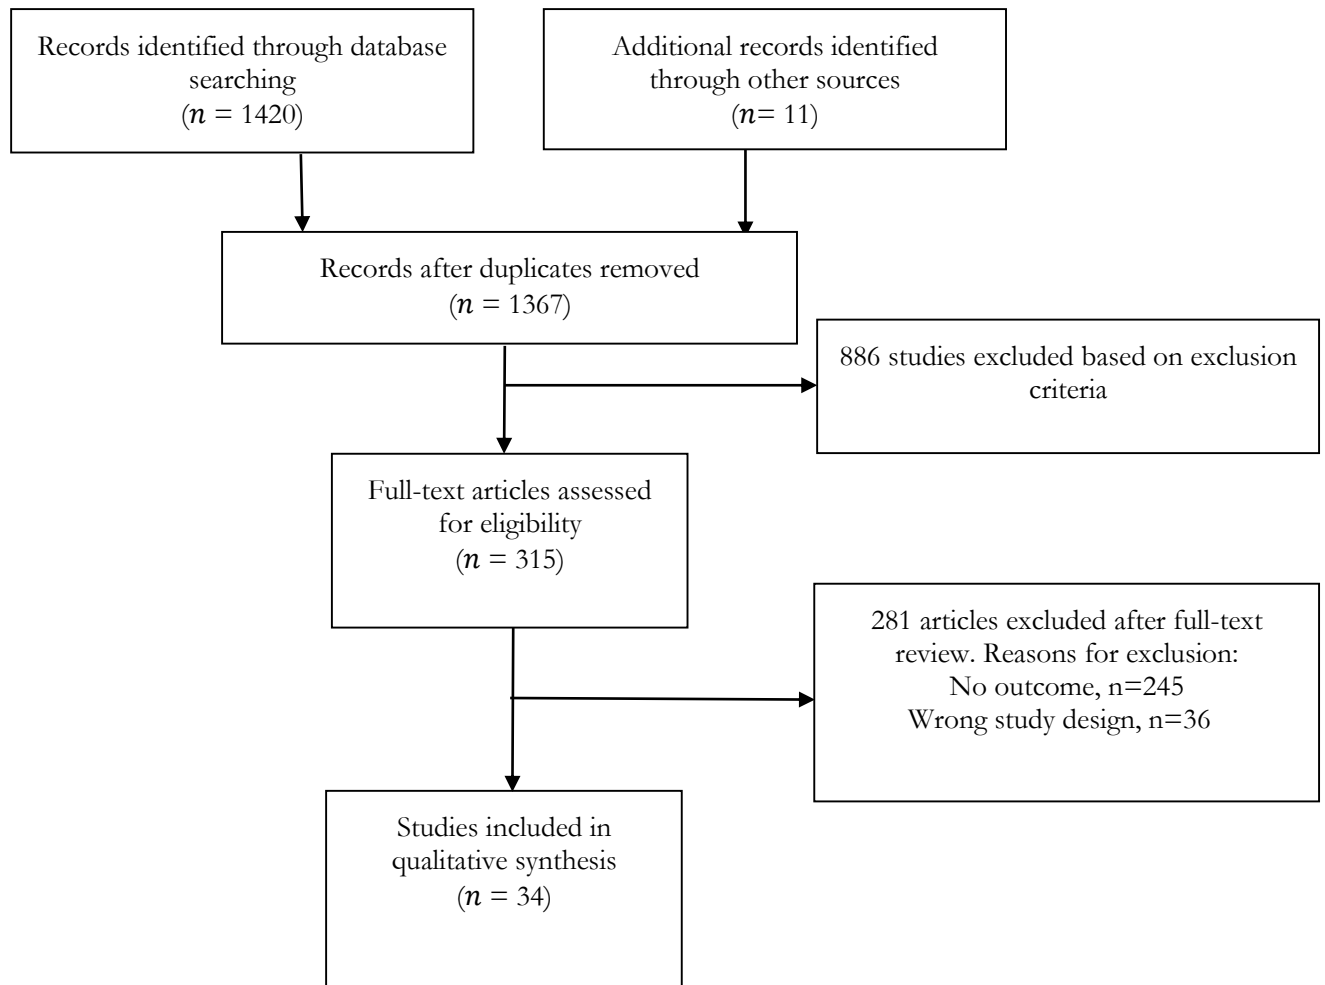 Records identified through database
searching
(n = 1420)
Additional records identified
through other sources
(n= 11)
Records after duplicates removed
(n = 1367)
886 studies excluded based on exclusion
criteria
Full-text articles assessed
for eligibility
(n = 315)
281 articles excluded after full-text
review. Reasons for exclusion:
No outcome, n=245
Wrong study design, n=36
Studies included in
qualitative synthesis
(n = 34)